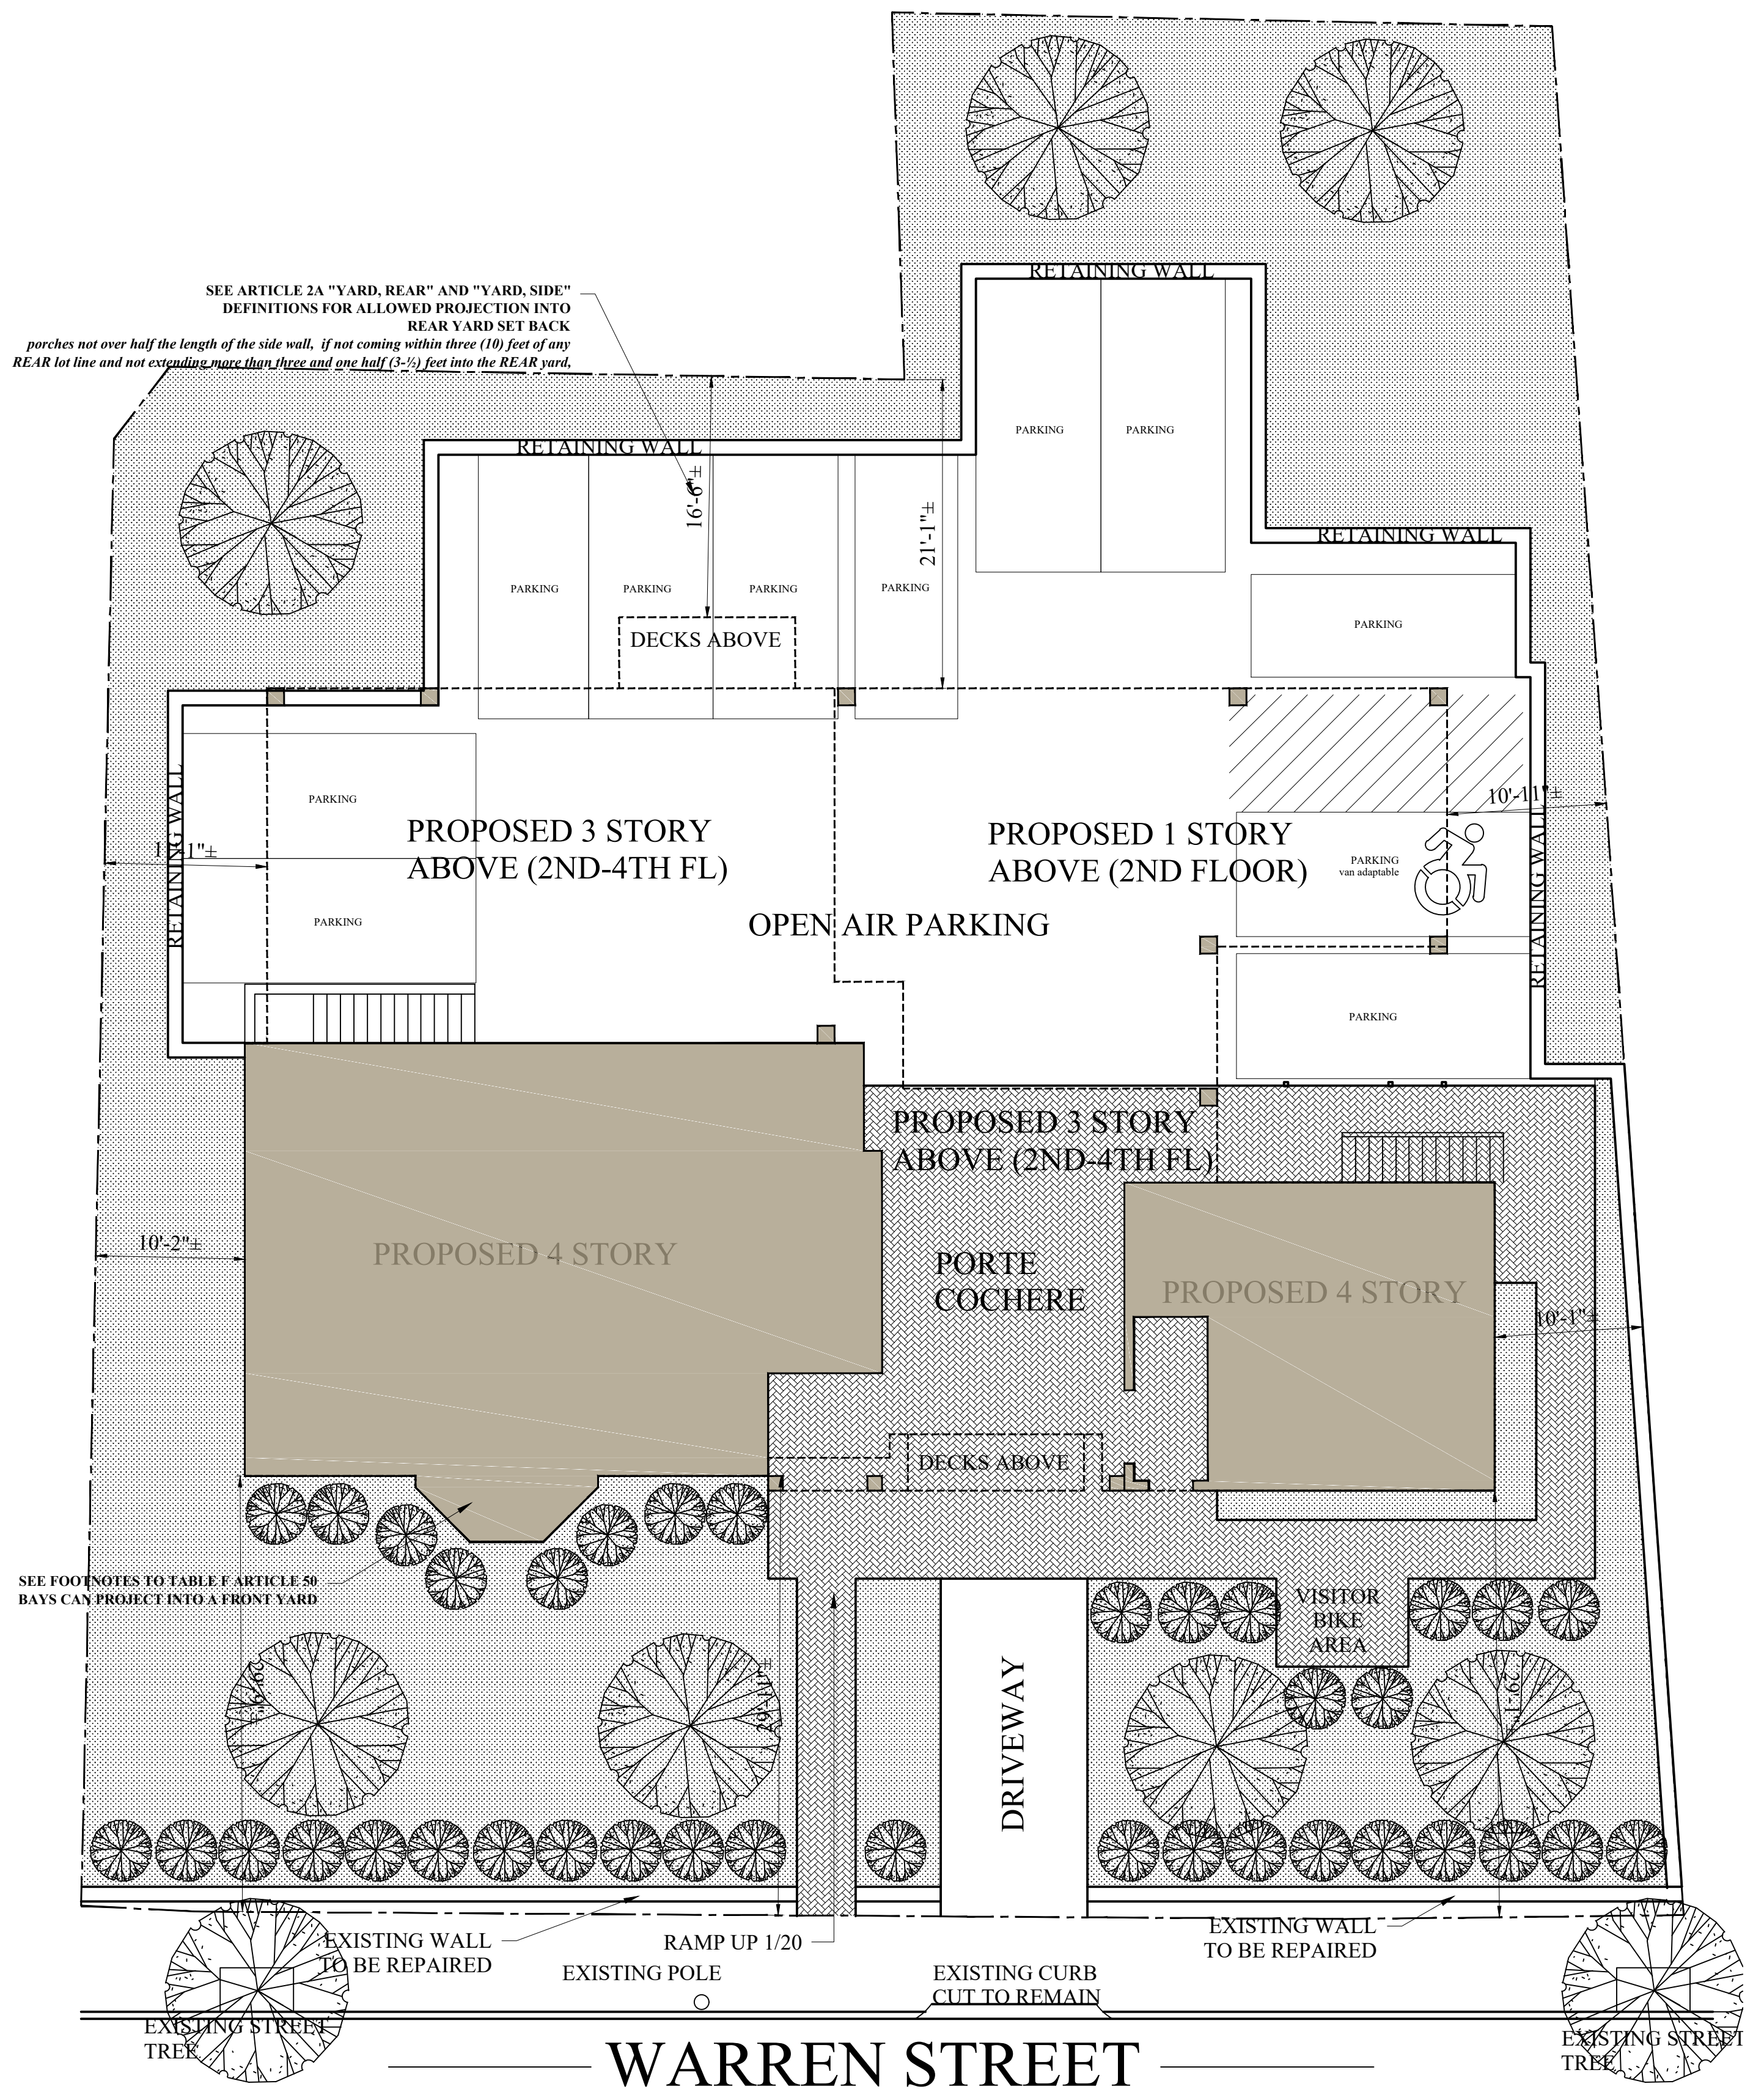 RETAINING WALL
SEE ARTICLE 2A "YARD, REAR" AND "YARD, SIDE"
DEFINITIONS FOR ALLOWED PROJECTION INTO
REAR YARD SET BACK
porches not over half the length of the side wall, if not coming within three (10) feet of any
REAR lot line and not extending more than three and one half (3-½) feet into the REAR yard,
PARKING
PARKING
RETAINING WALL
16'-6"±
21'-1"±
RETAINING WALL
PARKING
PARKING
PARKING
PARKING
PARKING
DECKS ABOVE
RETAINING WALL
PARKING
10'-11"±
PROPOSED 3 STORY
ABOVE (2ND-4TH FL)
PROPOSED 1 STORY
ABOVE (2ND FLOOR)
PARKING
van adaptable
RETAINING WALL
PARKING
OPEN AIR PARKING
PARKING
PROPOSED 3 STORY
ABOVE (2ND-4TH FL)
10'-2"±
PROPOSED 4 STORY
PORTE
COCHERE
PROPOSED 4 STORY
10'-1"±
DECKS ABOVE
SEE FOOTNOTES TO TABLE F ARTICLE 50
BAYS CAN PROJECT INTO A FRONT YARD
VISITOR
BIKE
AREA
29'-11"±
DRIVEWAY
EXISTING WALL
TO BE REPAIRED
RAMP UP 1/20
EXISTING WALL
TO BE REPAIRED
EXISTING POLE
EXISTING CURB
CUT TO REMAIN
EXISTING STREET
TREE
EXISTING STREET
TREE
WARREN STREET